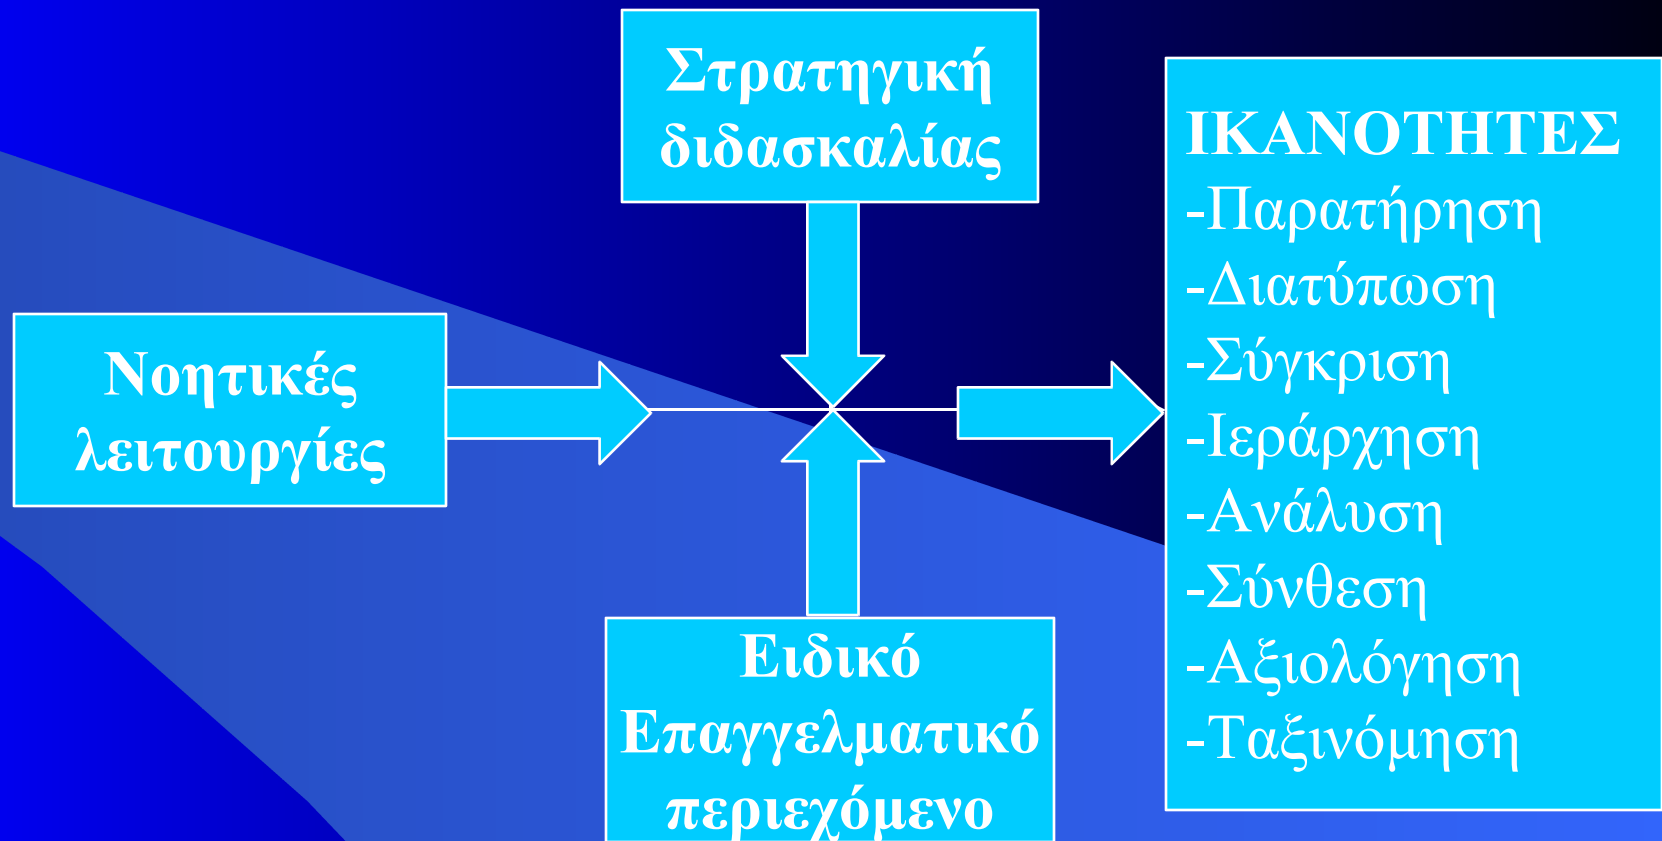 Στρατηγική
διδασκαλίας
Νοητικές
λειτουργίες
Ειδικό
Επαγγελματικό
περιεχόμενο
ΙΚΑΝΟΤΗΤΕΣ
-Παρατήρηση
-Διατύπωση
-Σύγκριση
-Ιεράρχηση
-Ανάλυση
-Σύνθεση
-Αξιολόγηση
-Ταξινόμηση